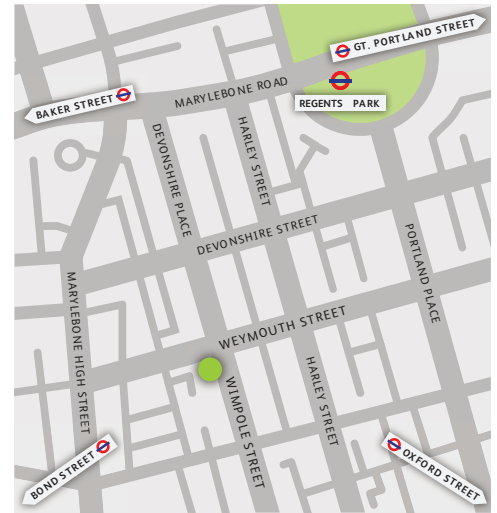 GT. PORTLAND STREET
REGENTS PARK
BAKER STREET
MARYLEBONE ROAD
DEVONSHIRE PLACE
HARLEY STREET
DEVONSHIRE STREET
PORTLAND PLACE
MARYLEBONE HIGH STREET
WEYMOUTH STREET
WIMPOLE STREET
HARLEY STREET
BOND STREET
OXFORD STREET